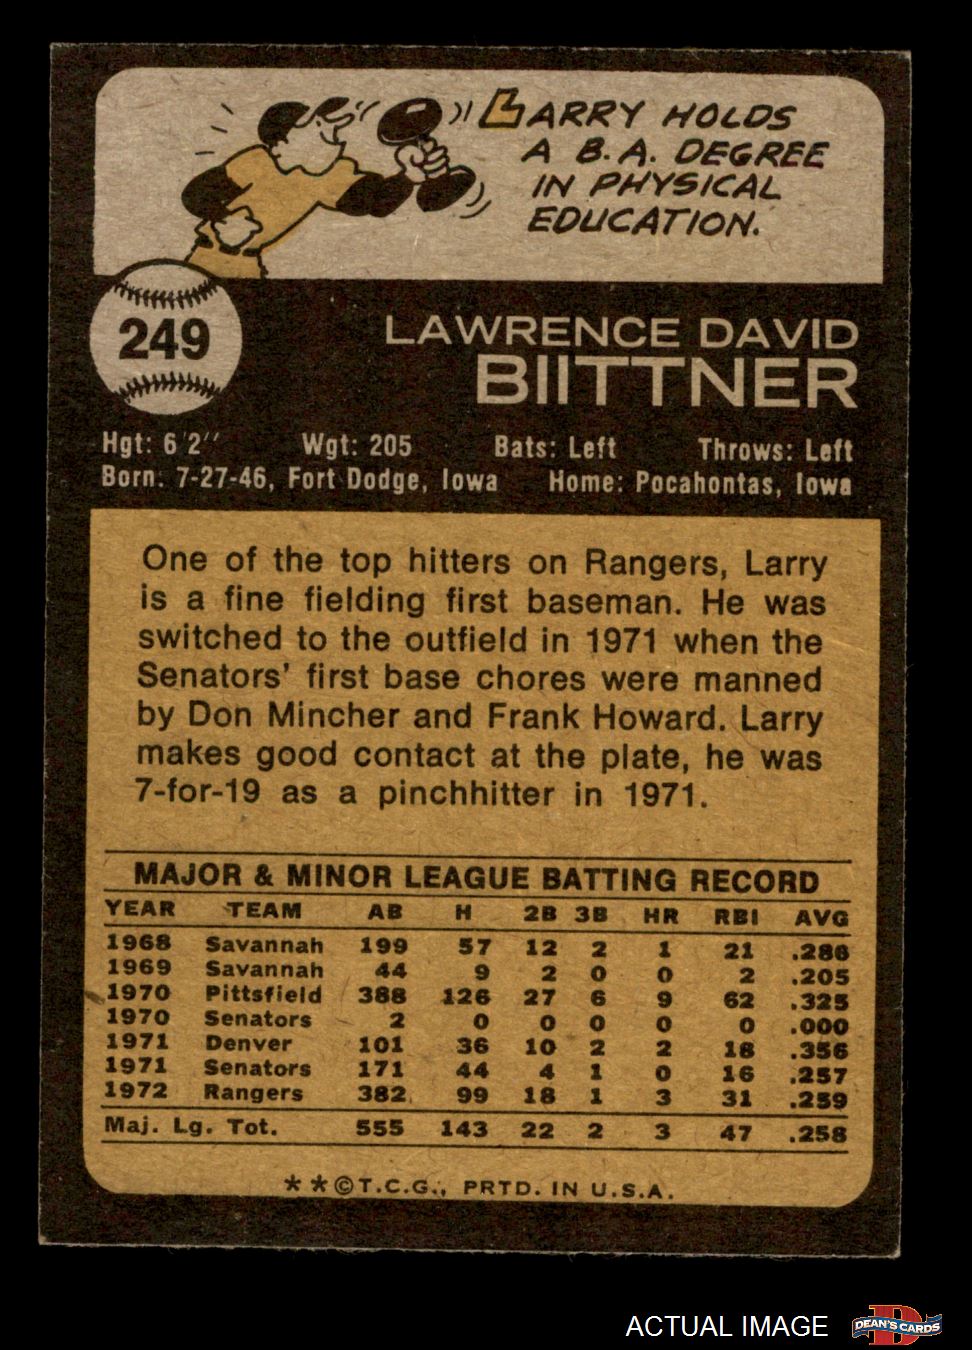 LARRY HOLDS
A B.A. DEGREE
IN PHYSICAL
EDUCATION.
249
LAWRENCE DAVID
BIITTNER
Hgt: 6'2" Wgt: 205 Bats: Left Throws: Left
Born: 7-27-46, Fort Dodge, Iowa Home: Pocahontas, Iowa
One of the top hitters on Rangers, Larry
is a fine fielding first baseman. He was
switched to the outfield in 1971 when the
Senators' first base chores were manned
by Don Mincher and Frank Howard. Larry
makes good contact at the plate, he was
7-for-19 as a pinchhitter in 1971.
MAJOR & MINOR LEAGUE BATTING RECORD
YEAR TEAM AB H 2B 3B HR RBI AVG
1968 Savannah 199 57 12 2 1 21 .286
1969 Savannah 44 9 2 0 0 2 .205
1970 Pittsfield 388 126 27 6 9 62 .325
1970 Senators 2 0 0 0 0 0 .000
1971 Denver 101 36 10 2 2 18 .356
1971 Senators 171 44 4 1 0 16 .257
1972 Rangers 382 99 18 1 3 31 .259
Maj. Lg. Tot. 555 143 22 2 3 47 .258
**©T.C.G., PRTD. IN U.S.A.
ACTUAL IMAGE
D
DEAN'S CARDS